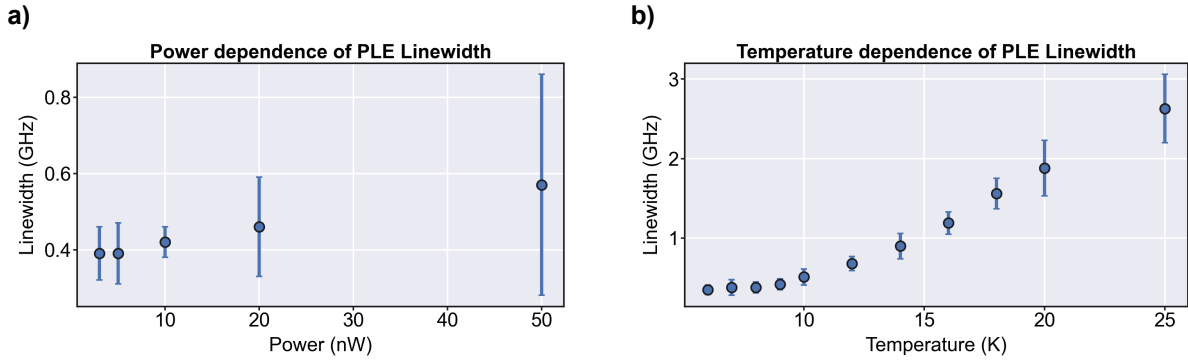 a)
Power dependence of PLE Linewidth
Linewidth (GHz)
0.8
0.6
0.4
10 20 30 40 50
Power (nW)
b)
Temperature dependence of PLE Linewidth
Linewidth (GHz)
3
2
1
10 15 20 25
Temperature (K)